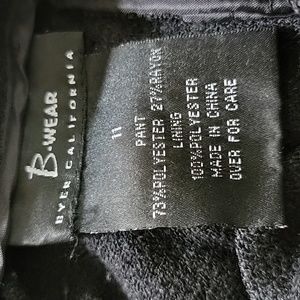 B-WEAR
BYER CALIFORNIA
11
PANT
73%POLYESTER 27%RAYON
LINING
100%POLYESTER
MADE IN CHINA
OVER FOR CARE